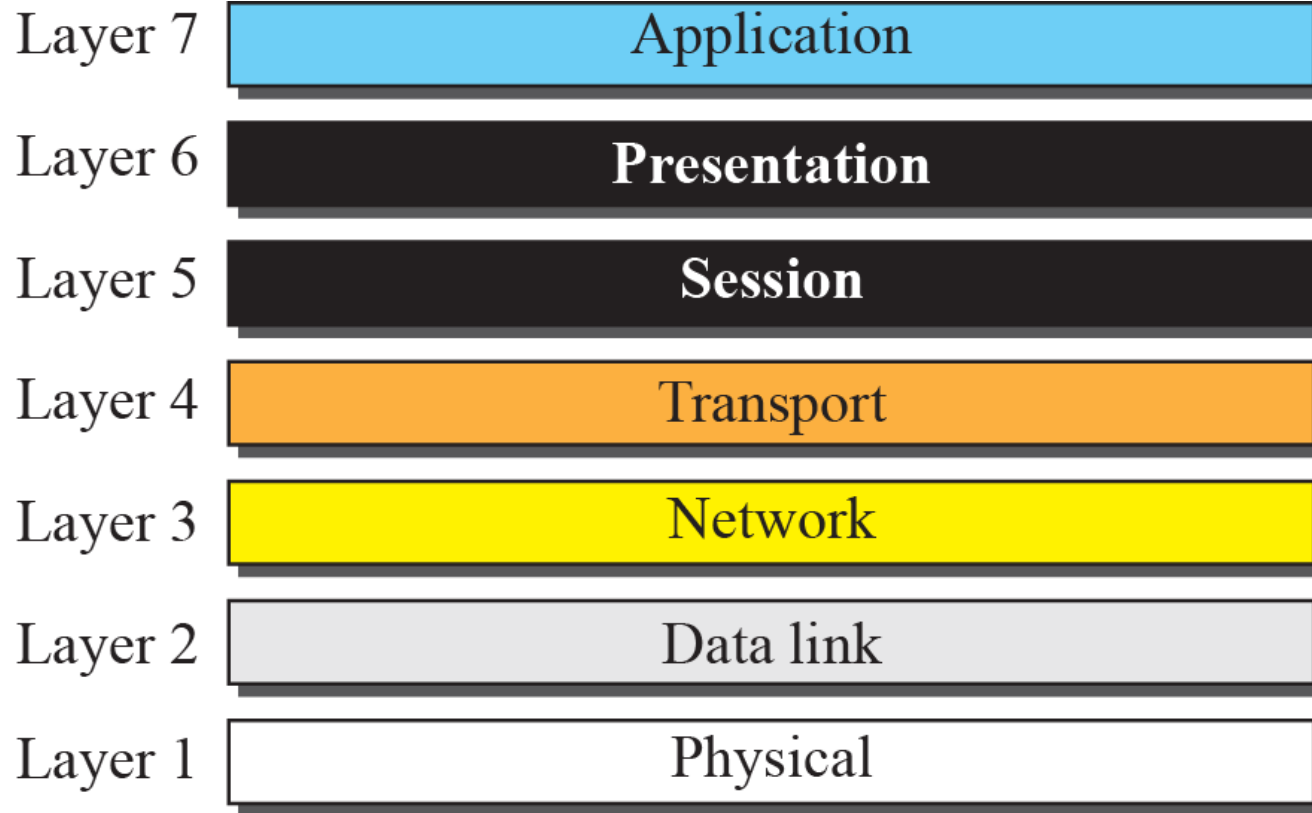 Layer 7 Application
Layer 6 Presentation
Layer 5 Session
Layer 4 Transport
Layer 3 Network
Layer 2 Data link
Layer 1 Physical